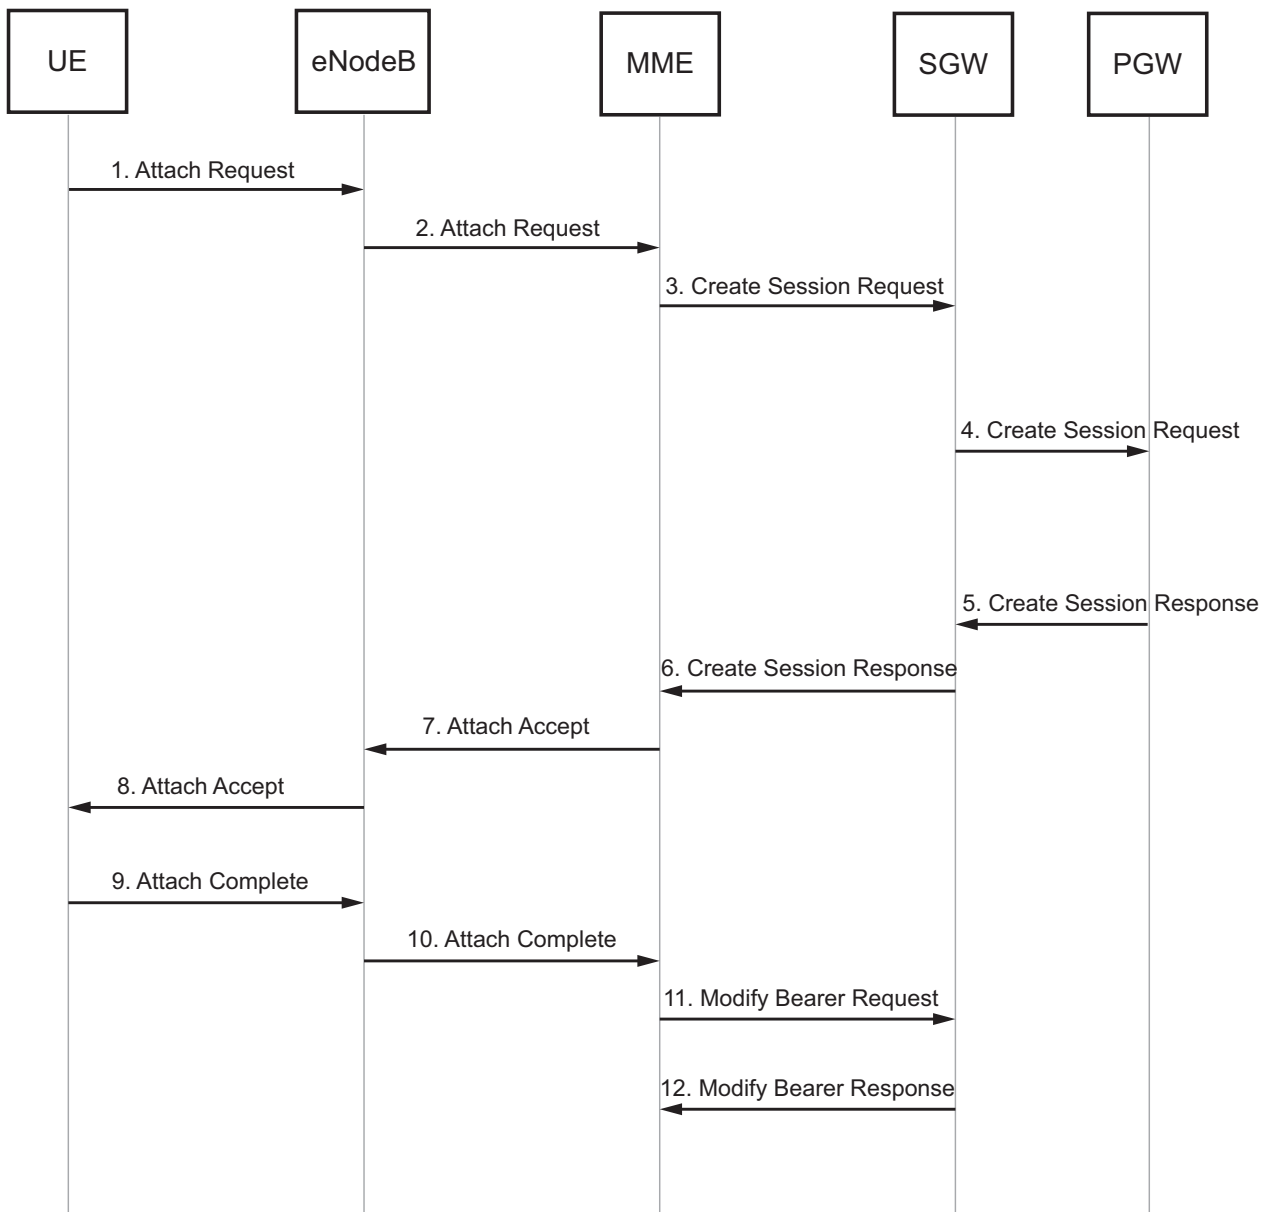 UE
eNodeB
MME
SGW
PGW
1. Attach Request
2. Attach Request
3. Create Session Request
4. Create Session Request
5. Create Session Response
6. Create Session Response
7. Attach Accept
8. Attach Accept
9. Attach Complete
10. Attach Complete
11. Modify Bearer Request
12. Modify Bearer Response